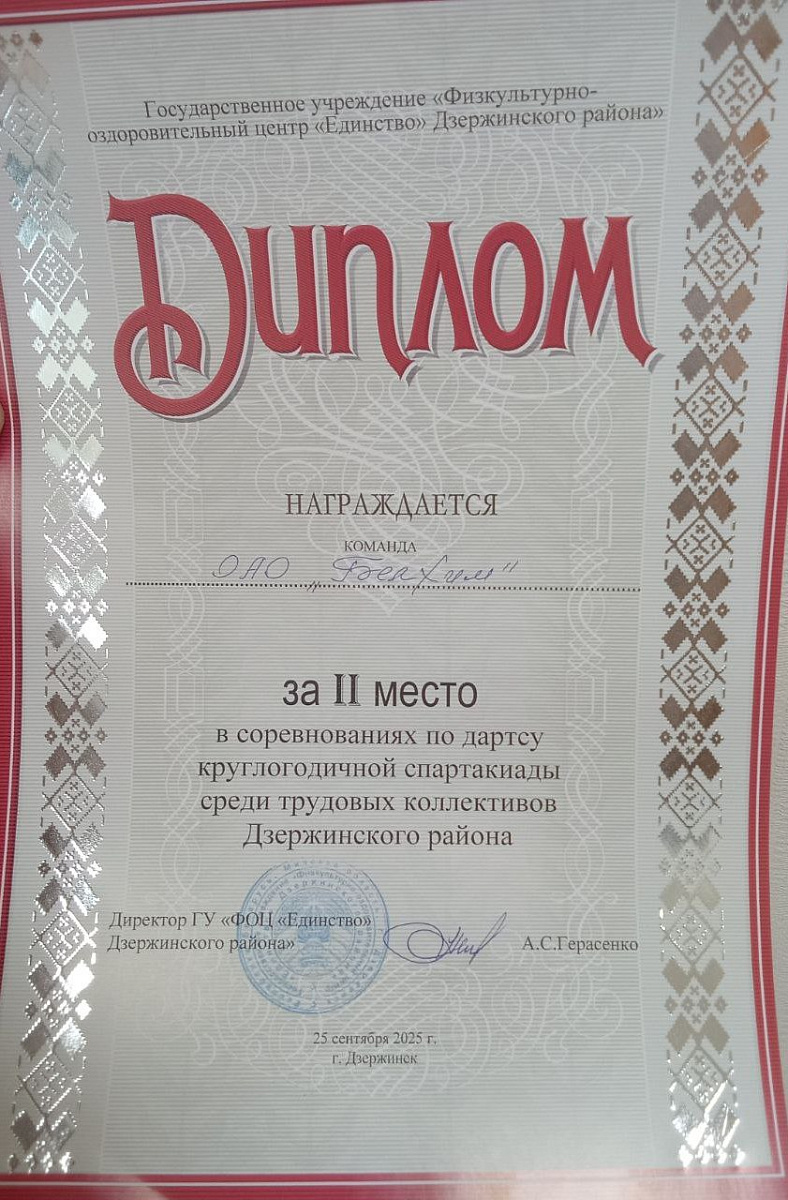 Государственное учреждение «Физкультурно-
оздоровительный центр «Единство» Дзержинского района»
Диплом
НАГРАЖДАЕТСЯ
КОМАНДА
ОАО „БелХим"
за II место
в соревнованиях по дартсу
круглогодичной спартакиады
среди трудовых коллективов
Дзержинского района
Директор ГУ «ФОЦ «Единство»
Дзержинского района»
А.С.Герасенко
25 сентября 2025 г.
г. Дзержинск